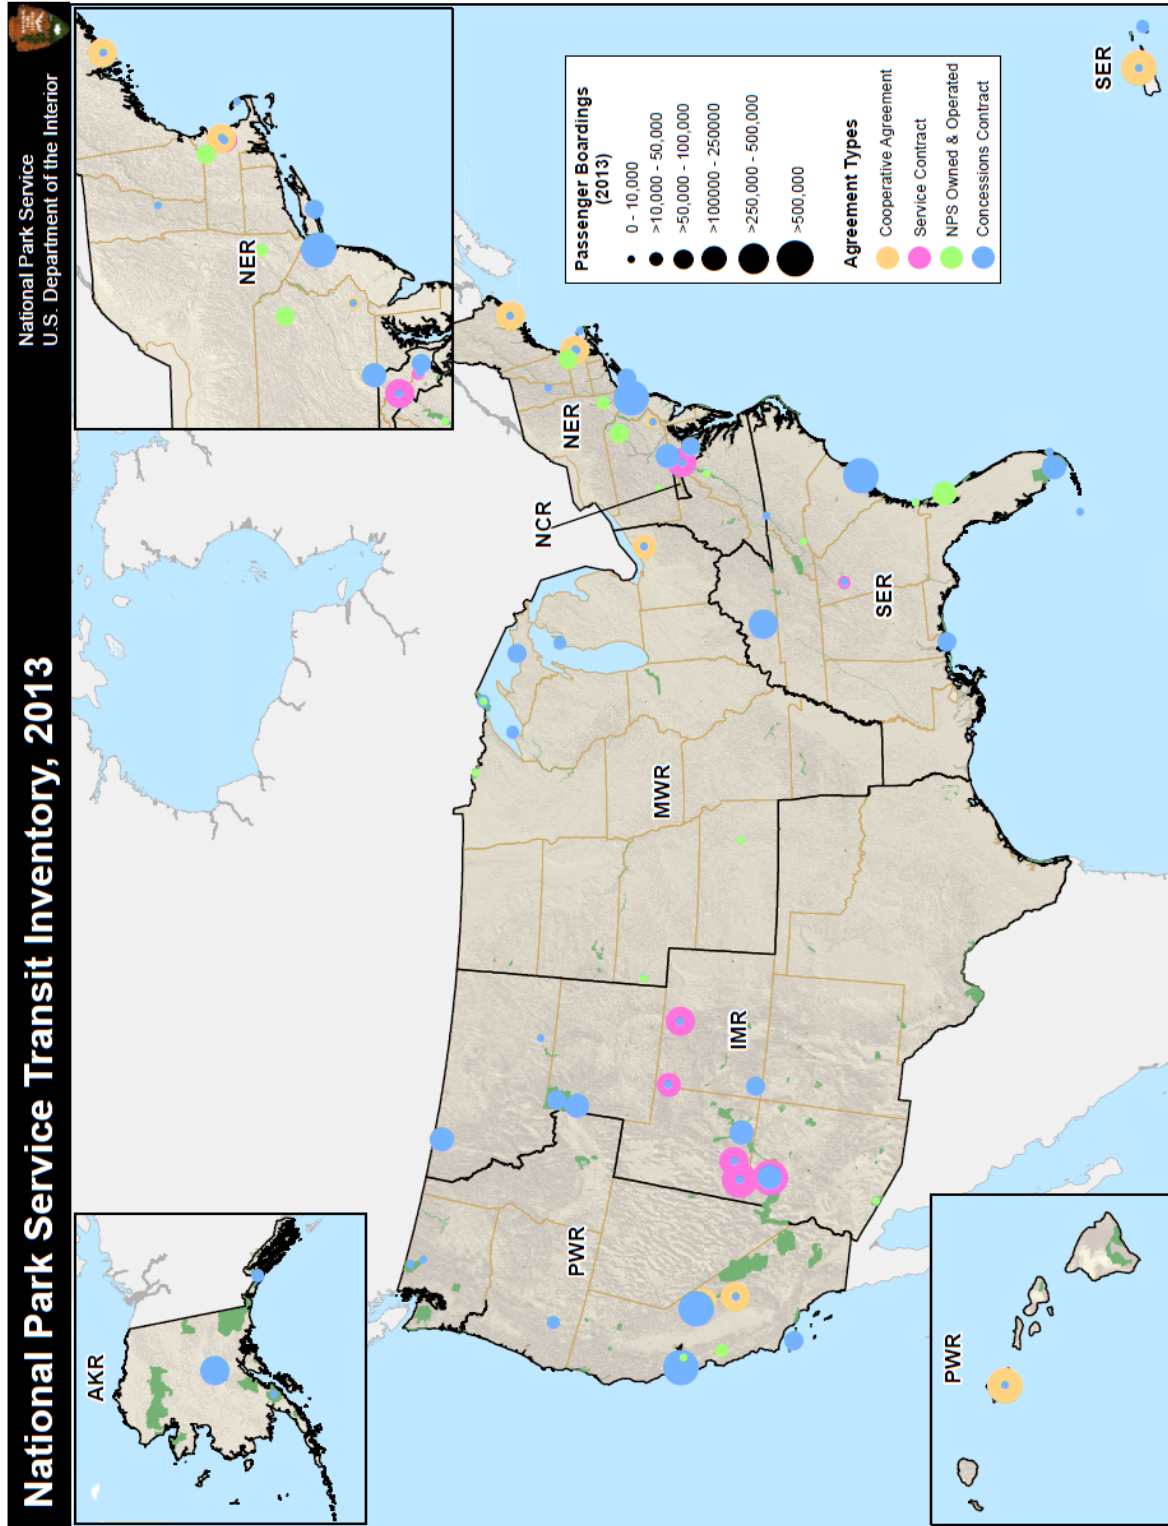 National Park Service Transit Inventory, 2013
National Park Service
U.S. Department of the Interior
AKR
NER
NER
NCR
PWR
MWR
IMR
SER
SER
PWR
Passenger Boardings
(2013)
0 - 10,000
>10,000 - 50,000
>50,000 - 100,000
>100000 - 250000
>250,000 - 500,000
>500,000
Agreement Types
Cooperative Agreement
Service Contract
NPS Owned & Operated
Concessions Contract